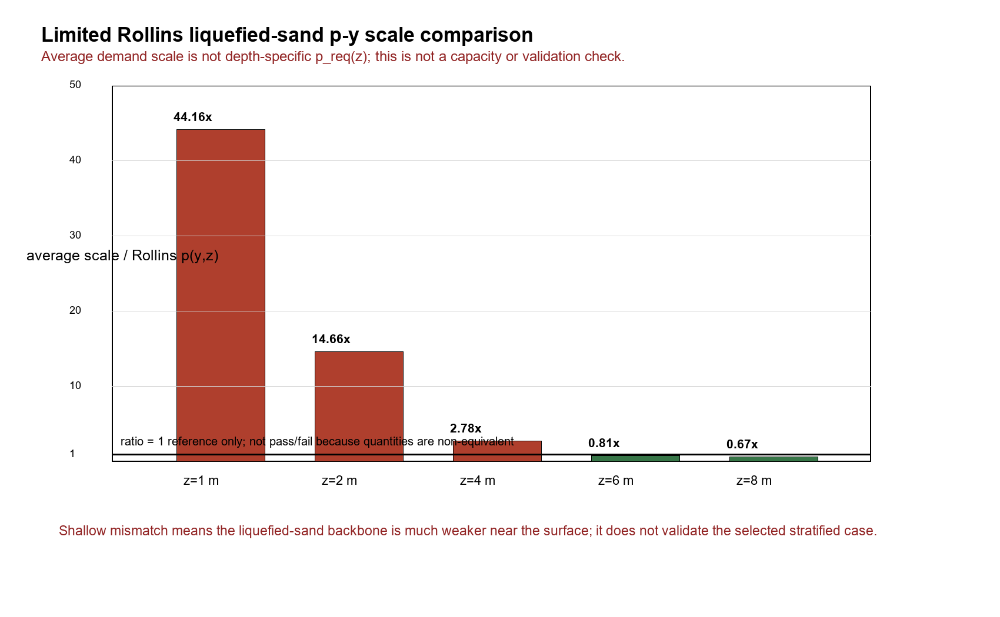 Limited Rollins liquefied-sand p-y scale comparison
Average demand scale is not depth-specific p_req(z); this is not a capacity or validation check.
50
44.16x
40
30
average scale / Rollins p(y,z)
20
14.66x
10
2.78x
ratio = 1 reference only; not pass/fail because quantities are non-equivalent
0.81x
0.67x
1
z=1 m
z=2 m
z=4 m
z=6 m
z=8 m
Shallow mismatch means the liquefied-sand backbone is much weaker near the surface; it does not validate the selected stratified case.